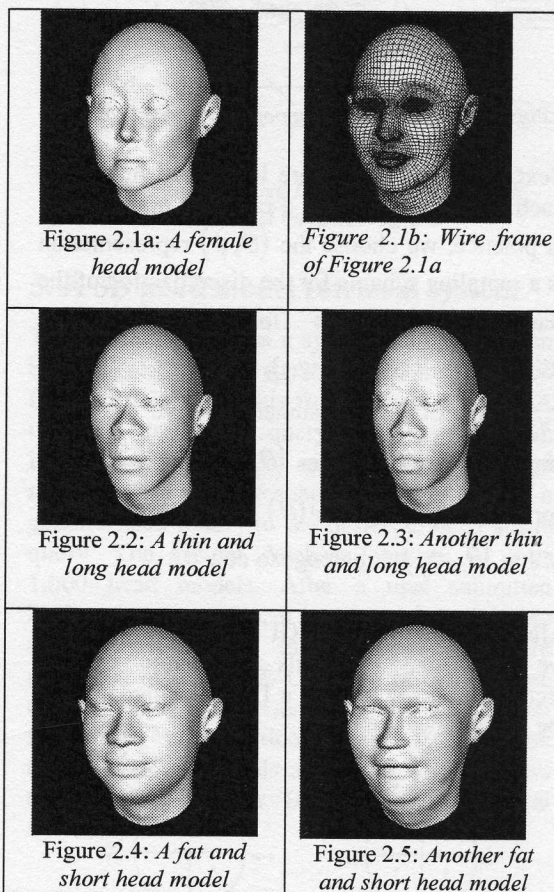 Figure 2.1a: A female
head model
Figure 2.1b: Wire frame
of Figure 2.1a
Figure 2.2: A thin and
long head model
Figure 2.3: Another thin
and long head model
Figure 2.4: A fat and
short head model
Figure 2.5: Another fat
and short head model